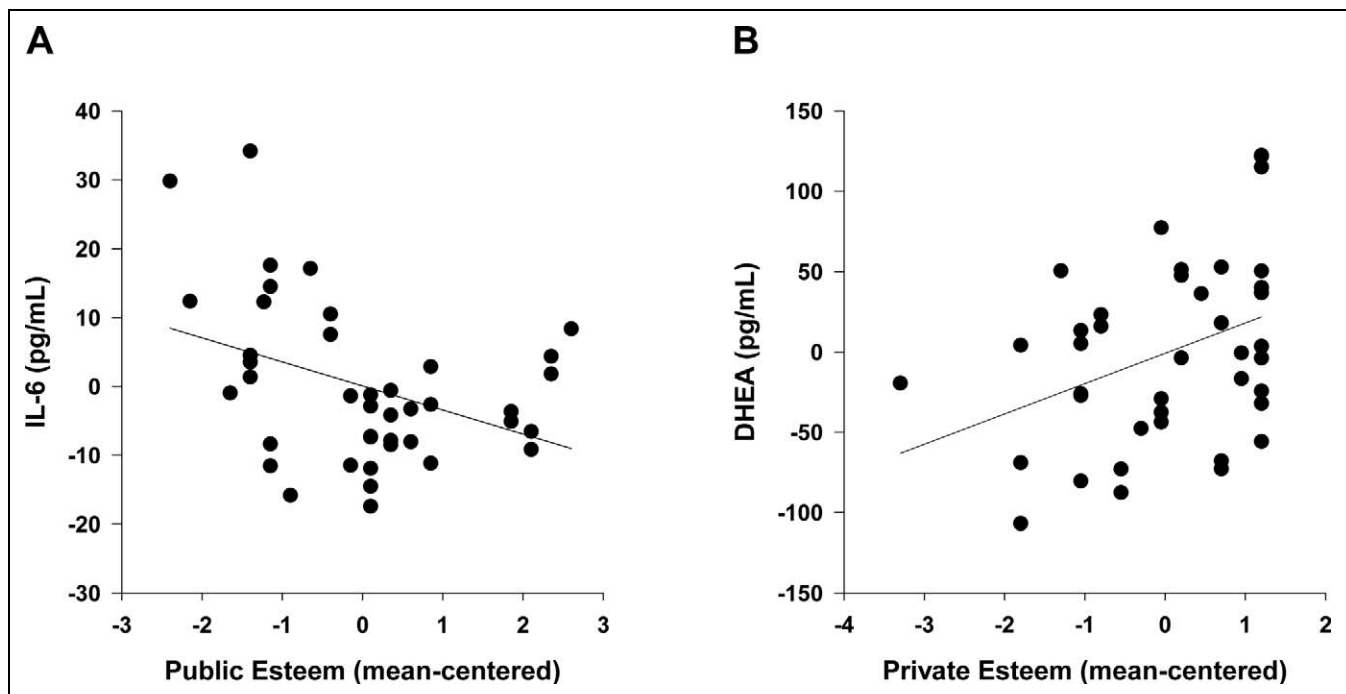 A
IL-6 (pg/mL)
40
30
20
10
0
-10
-20
-30
-3 -2 -1 0 1 2 3
Public Esteem (mean-centered)
B
DHEA (pg/mL)
150
100
50
0
-50
-100
-150
-4 -3 -2 -1 0 1 2
Private Esteem (mean-centered)